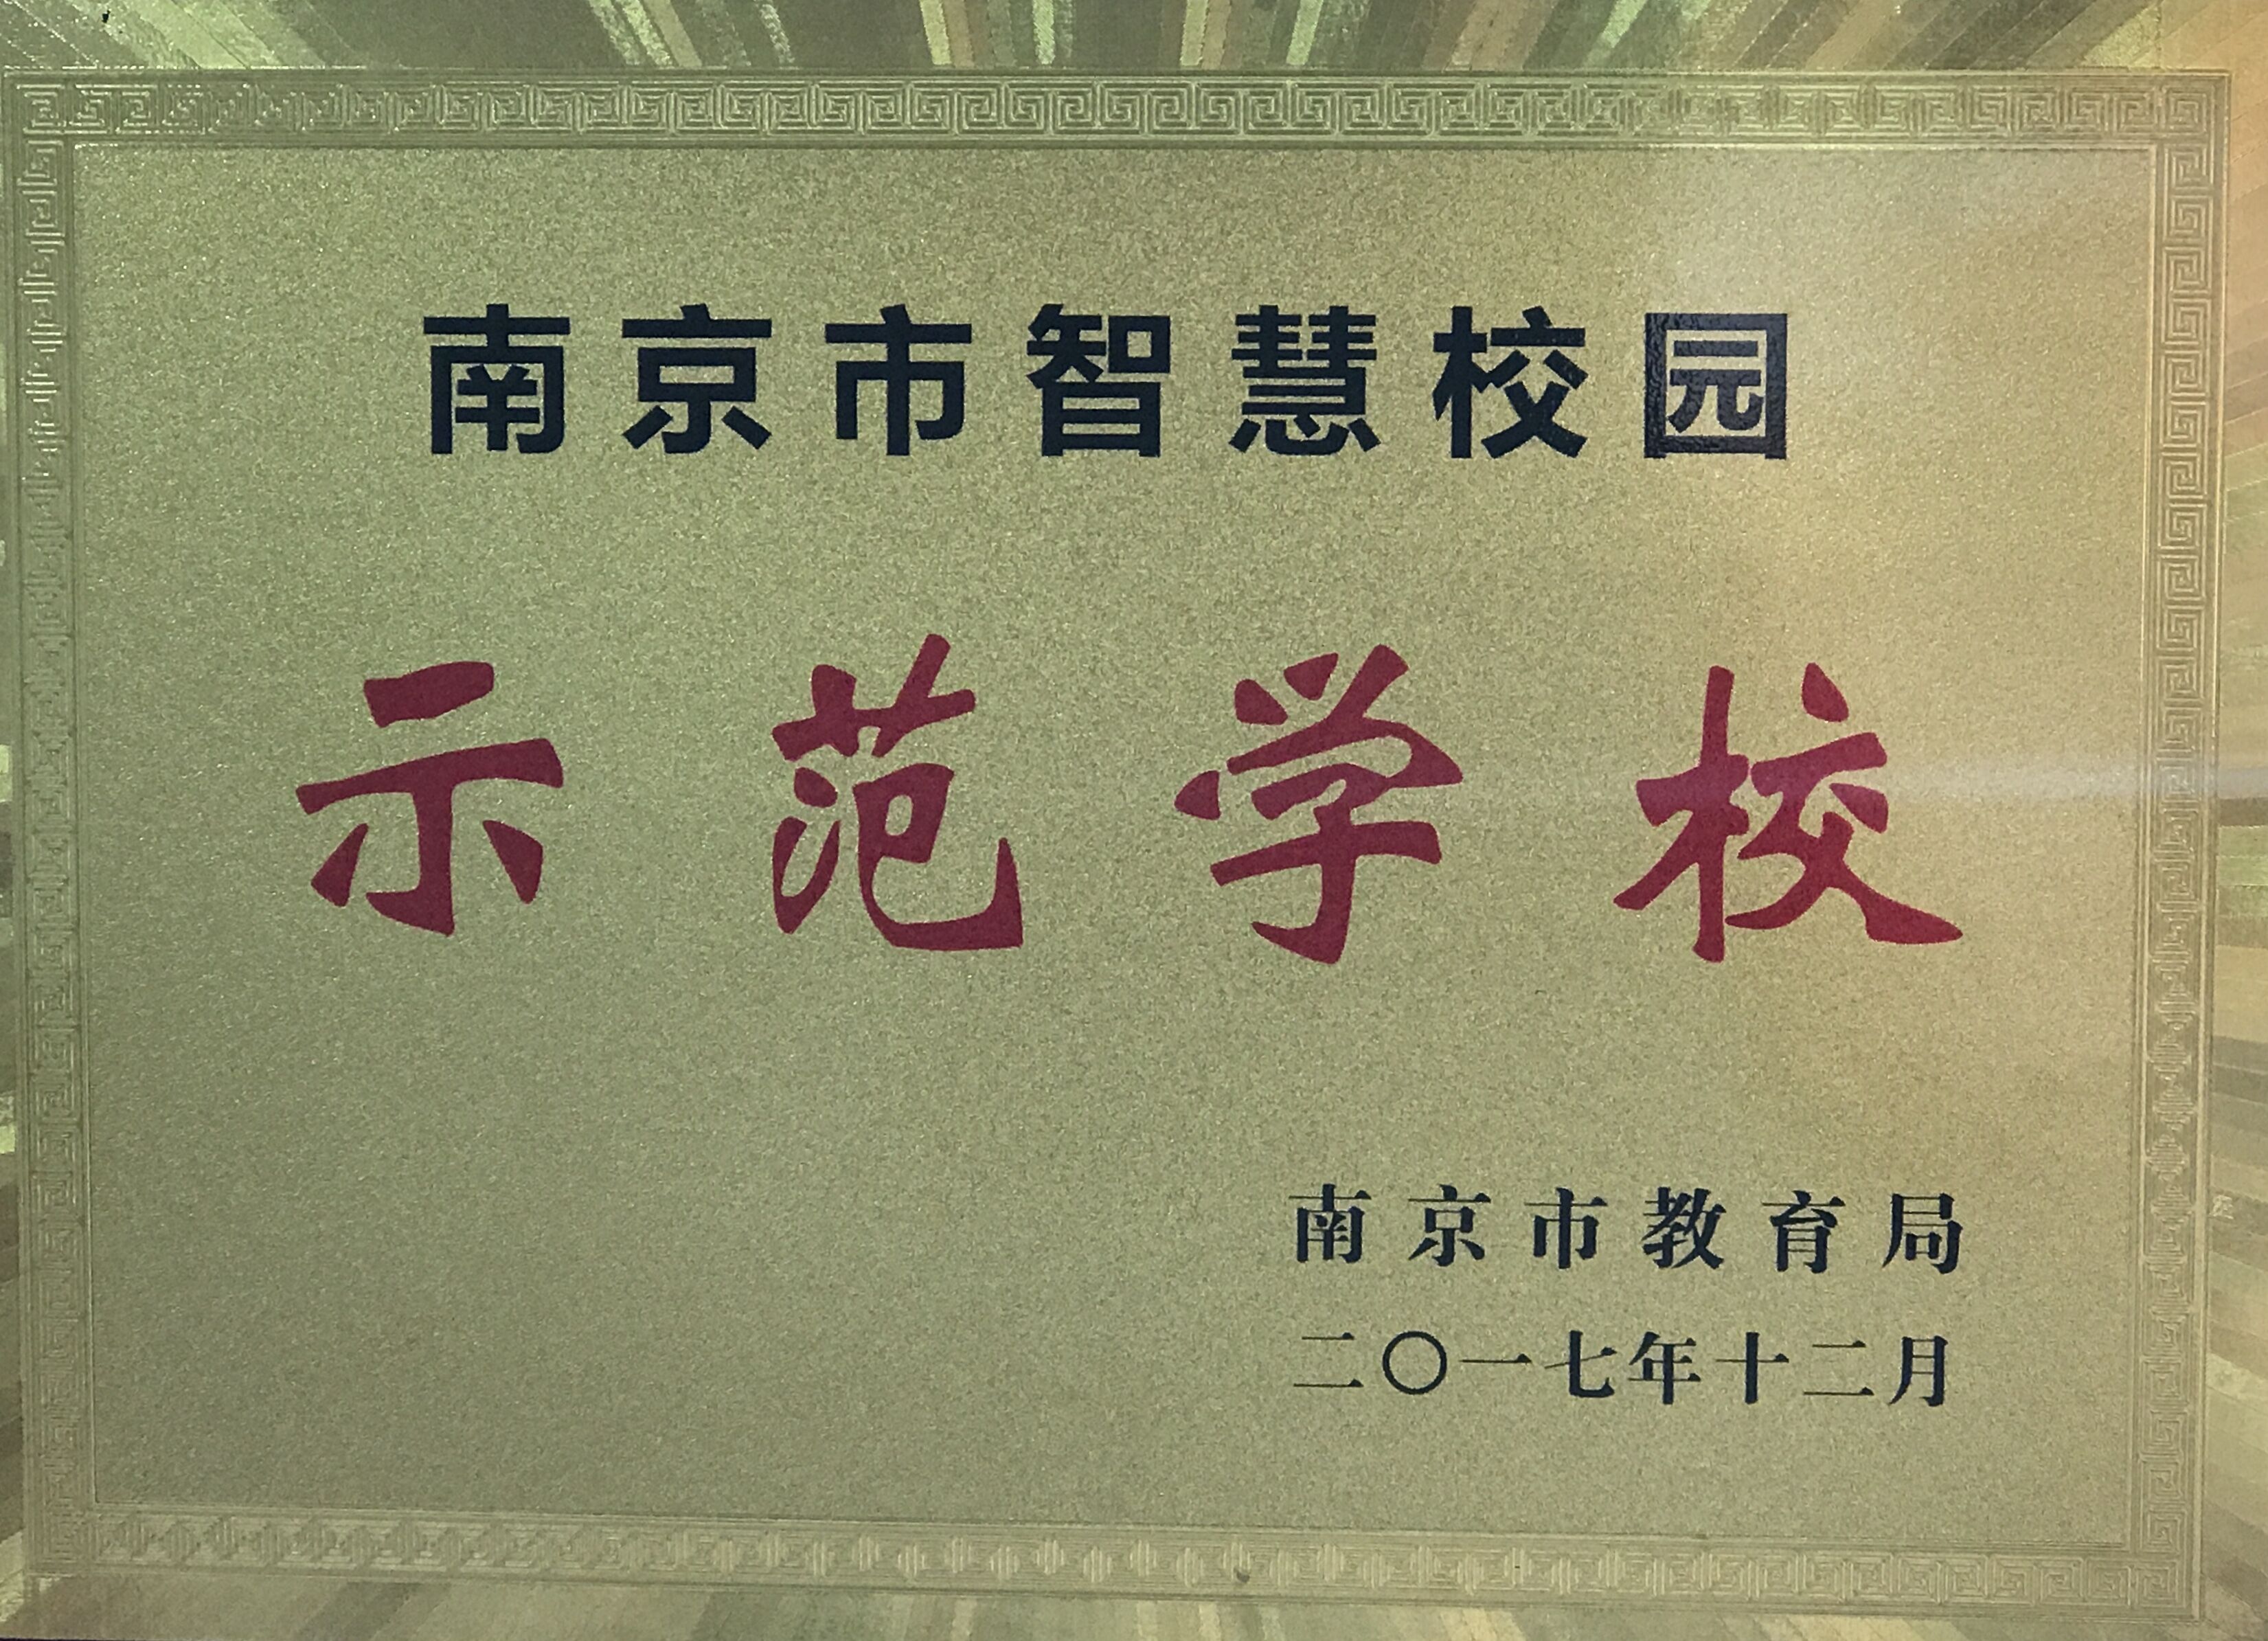 南京市智慧校园
示范学校
南京市教育局
二〇一七年十二月